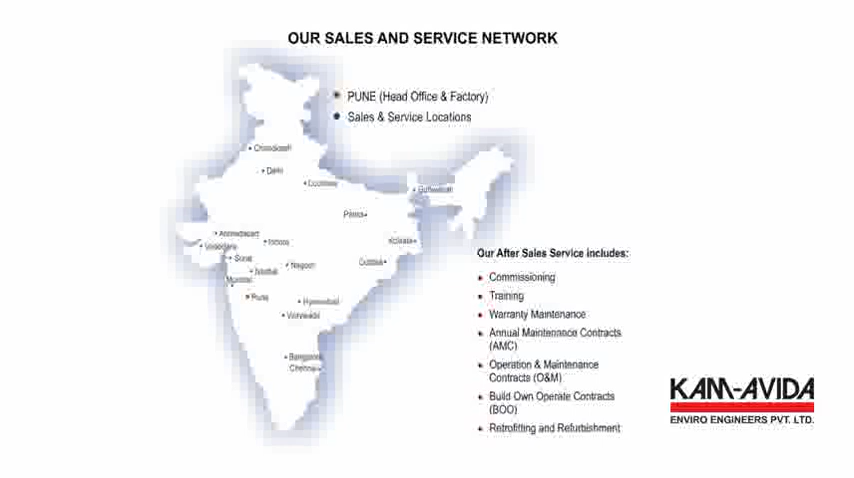 OUR SALES AND SERVICE NETWORK
PUNE (Head Office & Factory)
Sales & Service Locations
Chandigarh
Delhi
Lucknow
Guwahati
Patna
Ahmedabad
Vadodara
Indore
Kolkata
Surat
Nagpur
Nashik
Mumbai
Pune
Hyderabad
Bangalore
Chennai
Our After Sales Service includes:
Commissioning
Training
Warranty Maintenance
Annual Maintenance Contracts
(AMC)
Operation & Maintenance
Contracts (O&M)
Build Own Operate Contracts
(BOO)
Retrofitting and Refurbishment
KAM-AVIDA
ENVIRO ENGINEERS PVT. LTD.